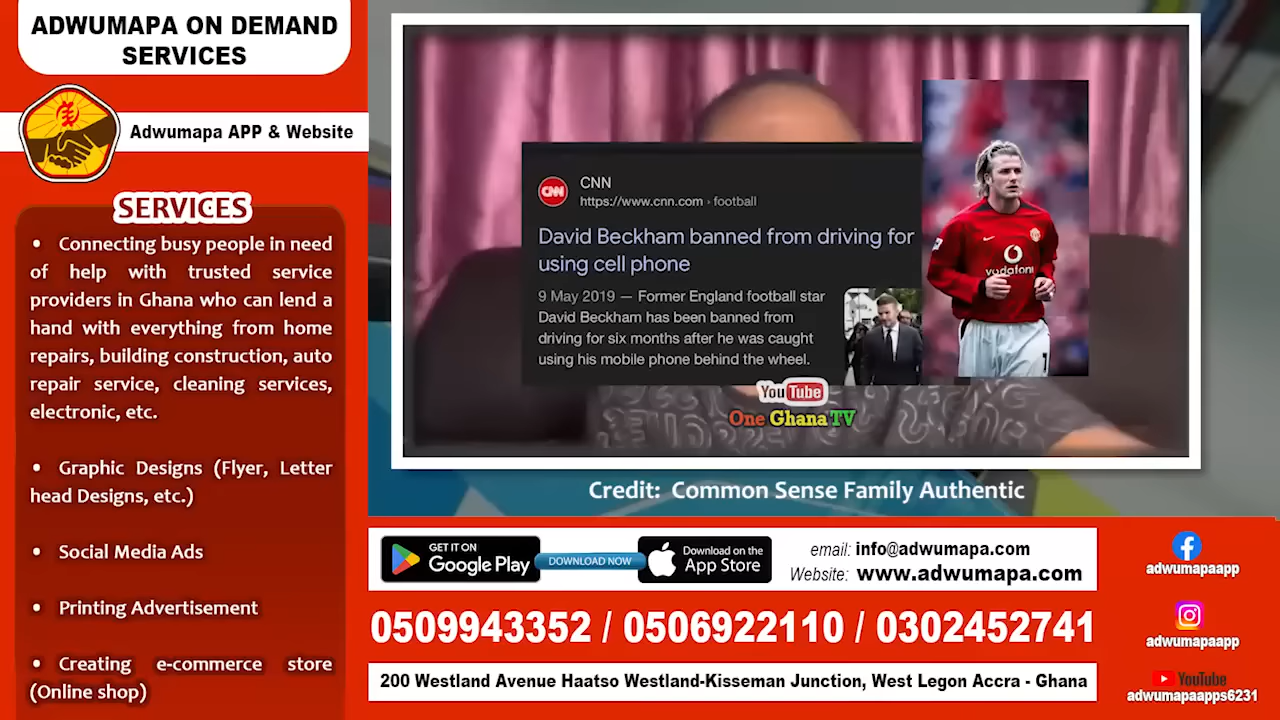 ADWUMAPA ON DEMAND
SERVICES
Adwumapa APP & Website
SERVICES
• Connecting busy people in need
of help with trusted service
providers in Ghana who can lend a
hand with everything from home
repairs, building construction, auto
repair service, cleaning services,
electronic, etc.
• Graphic Designs (Flyer, Letter
head Designs, etc.)
• Social Media Ads
• Printing Advertisement
• Creating e-commerce store
(Online shop)
CNN
CNN
https://www.cnn.com › football
David Beckham banned from driving for
using cell phone
9 May 2019 — Former England football star
David Beckham has been banned from
driving for six months after he was caught
using his mobile phone behind the wheel.
vodafone
YouTube
One Ghana TV
Credit: Common Sense Family Authentic
GET IT ON
Google Play
DOWNLOAD NOW
Download on the
App Store
email: info@adwumapa.com
Website: www.adwumapa.com
0509943352 / 0506922110 / 0302452741
200 Westland Avenue Haatso Westland-Kisseman Junction, West Legon Accra - Ghana
adwumapaapp
adwumapaapp
YouTube
adwumapaapps6231